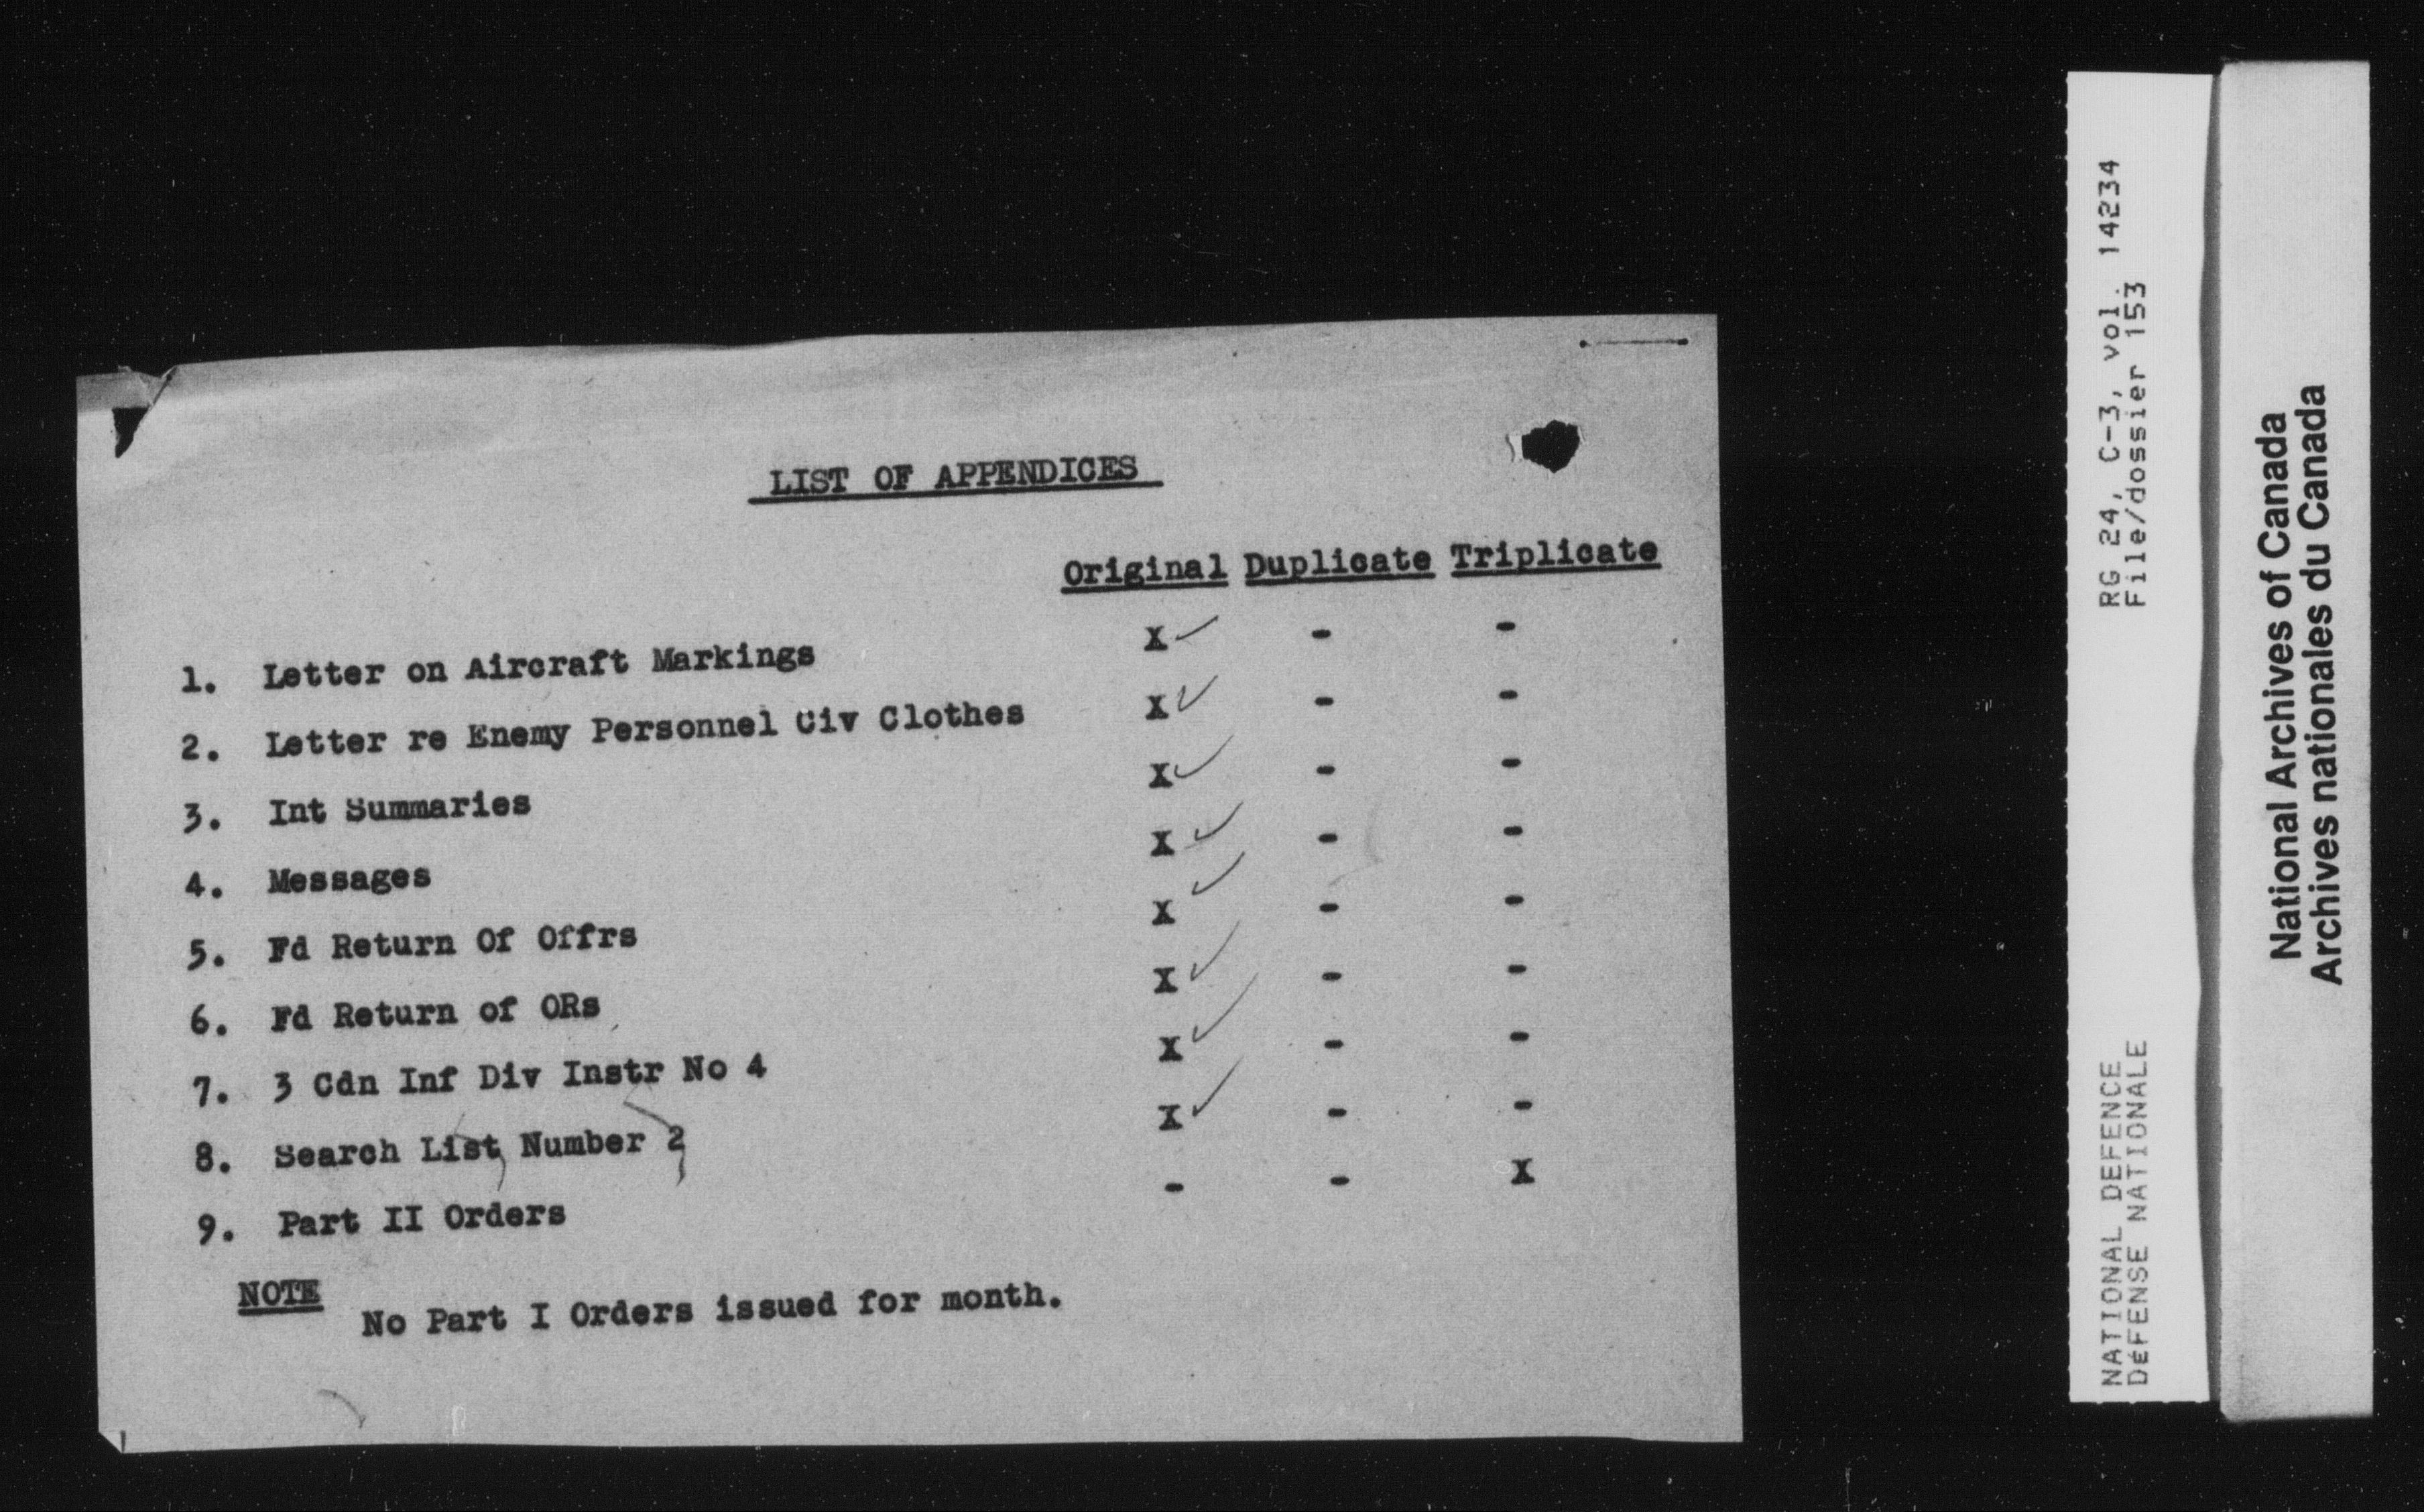 LIST OF APPENDICES
Original Duplicate Triplicate
1. Letter on Aircraft Markings X ✓ - -
2. Letter re Enemy Personnel Civ Clothes X ✓ - -
3. Int Summaries X ✓ - -
4. Messages X ✓ - -
5. Fd Return Of Offrs X ✓ - -
6. Fd Return of ORs X ✓ - -
7. 3 Cdn Inf Div Instr No 4 X ✓ - -
8. Search List Number 2 X ✓ - -
9. Part II Orders - - X
NOTE
No Part I Orders issued for month.
NATIONAL DEFENCE RG 24, C-3, vol. 14234
DÉFENSE NATIONALE File/dossier 153
National Archives of Canada
Archives nationales du Canada